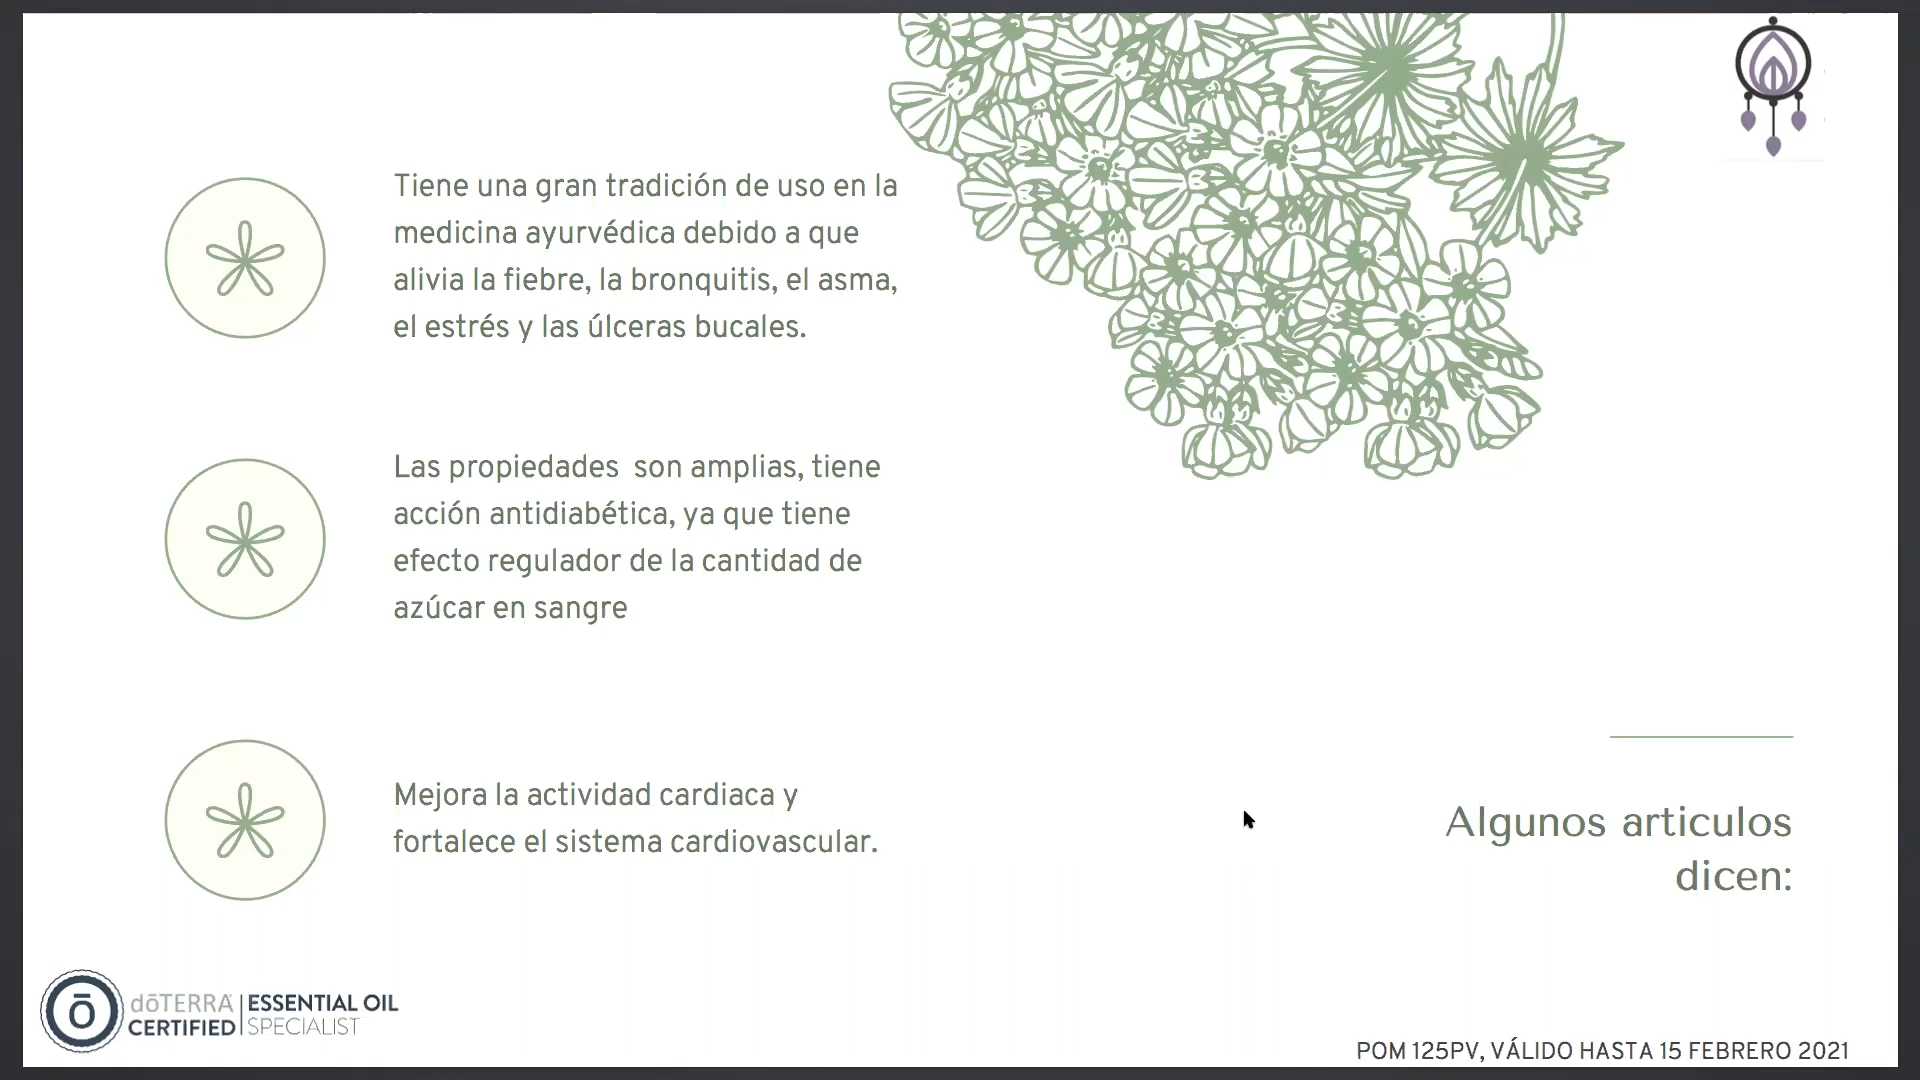 Tiene una gran tradición de uso en la
medicina ayurvédica debido a que
alivia la fiebre, la bronquitis, el asma,
el estrés y las úlceras bucales.
Las propiedades son amplias, tiene
acción antidiabética, ya que tiene
efecto regulador de la cantidad de
azúcar en sangre
Mejora la actividad cardiaca y
fortalece el sistema cardiovascular.
Algunos articulos
dicen:
ō
dōTERRA
CERTIFIED
ESSENTIAL OIL
SPECIALIST
POM 125PV, VÁLIDO HASTA 15 FEBRERO 2021